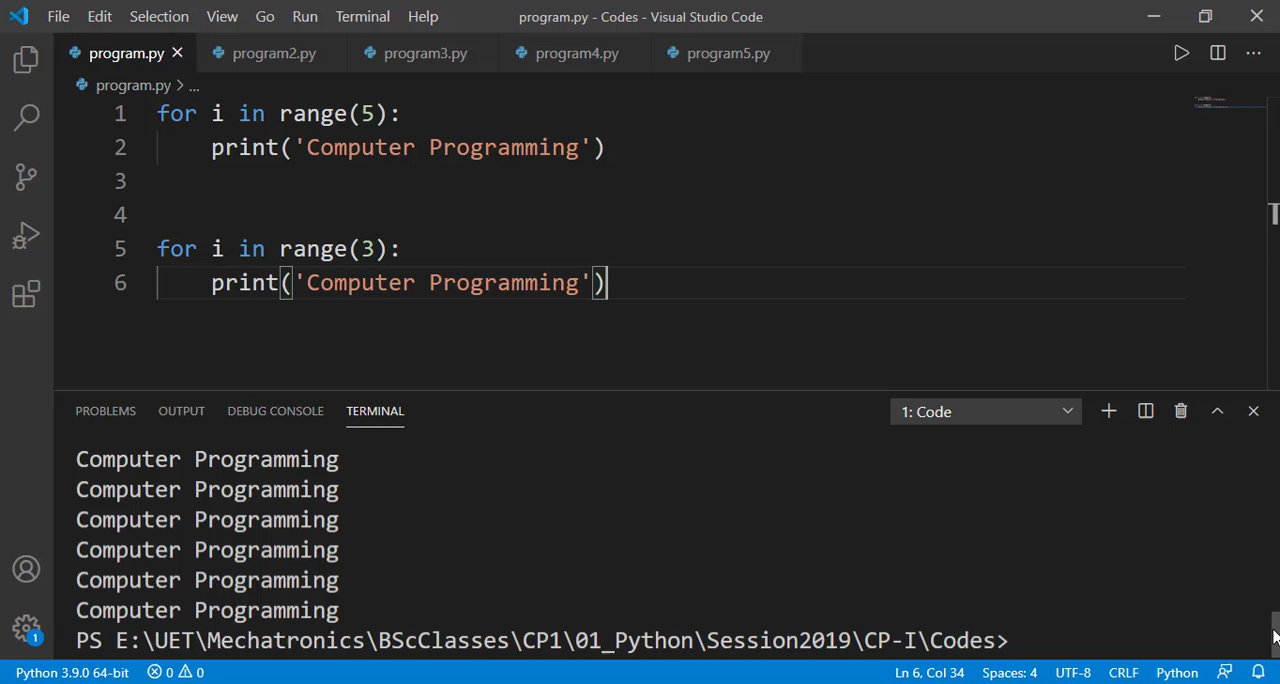 File Edit Selection View Go Run Terminal Help program.py - Codes - Visual Studio Code
program.py program2.py program3.py program4.py program5.py
program.py > ...
1 for i in range(5):
2     print('Computer Programming')
3
4
5 for i in range(3):
6     print('Computer Programming')
PROBLEMS OUTPUT DEBUG CONSOLE TERMINAL 1: Code
Computer Programming
Computer Programming
Computer Programming
Computer Programming
Computer Programming
Computer Programming
PS E:\UET\Mechatronics\BScClasses\CP1\01_Python\Session2019\CP-I\Codes>
1
Python 3.9.0 64-bit 0 0 Ln 6, Col 34 Spaces: 4 UTF-8 CRLF Python